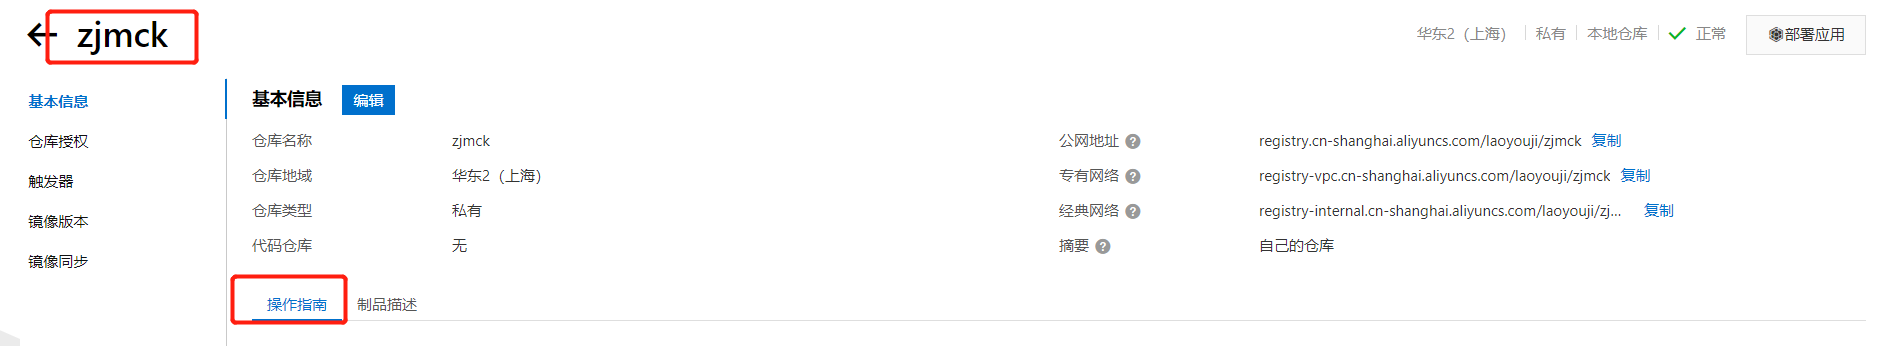 zjmck
华东2（上海） 私有 本地仓库 正常 部署应用
基本信息
仓库授权
触发器
镜像版本
镜像同步
基本信息 编辑
仓库名称 zjmck 公网地址 registry.cn-shanghai.aliyuncs.com/laoyouji/zjmck 复制
仓库地域 华东2（上海） 专有网络 registry-vpc.cn-shanghai.aliyuncs.com/laoyouji/zjmck 复制
仓库类型 私有 经典网络 registry-internal.cn-shanghai.aliyuncs.com/laoyouji/zj... 复制
代码仓库 无 摘要 自己的仓库
操作指南 制品描述